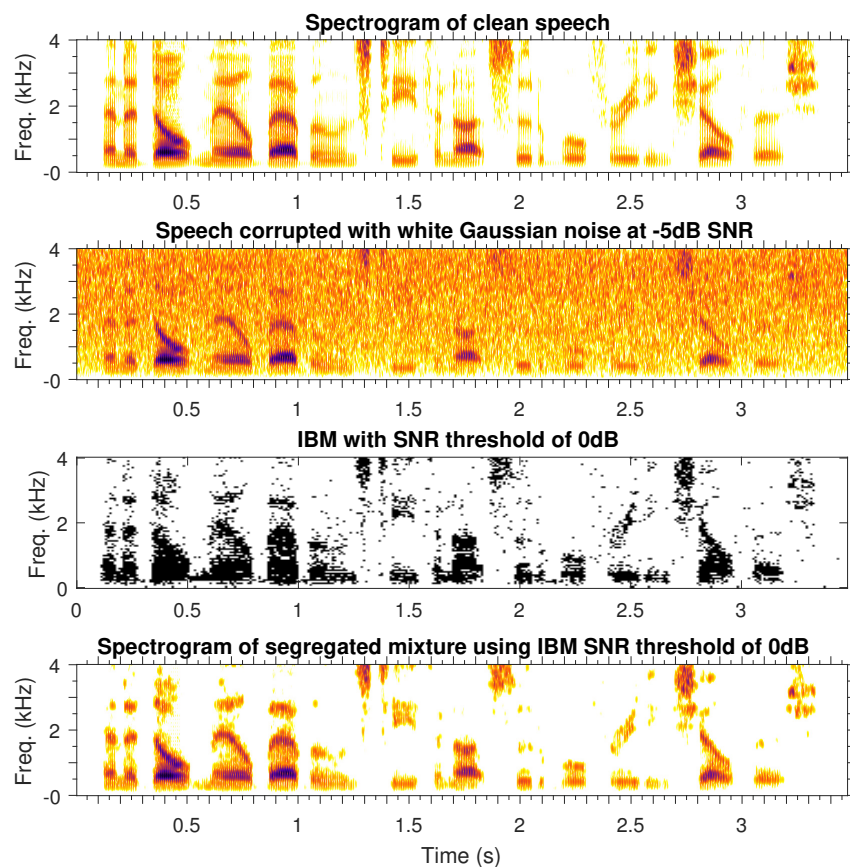 Spectrogram of clean speech
Freq. (kHz)
4
2
-0
0.5 1 1.5 2 2.5 3
Speech corrupted with white Gaussian noise at -5dB SNR
Freq. (kHz)
4
2
-0
0.5 1 1.5 2 2.5 3
IBM with SNR threshold of 0dB
Freq. (kHz)
4
2
0
0 0.5 1 1.5 2 2.5 3
Spectrogram of segregated mixture using IBM SNR threshold of 0dB
Freq. (kHz)
4
2
-0
0.5 1 1.5 2 2.5 3
Time (s)